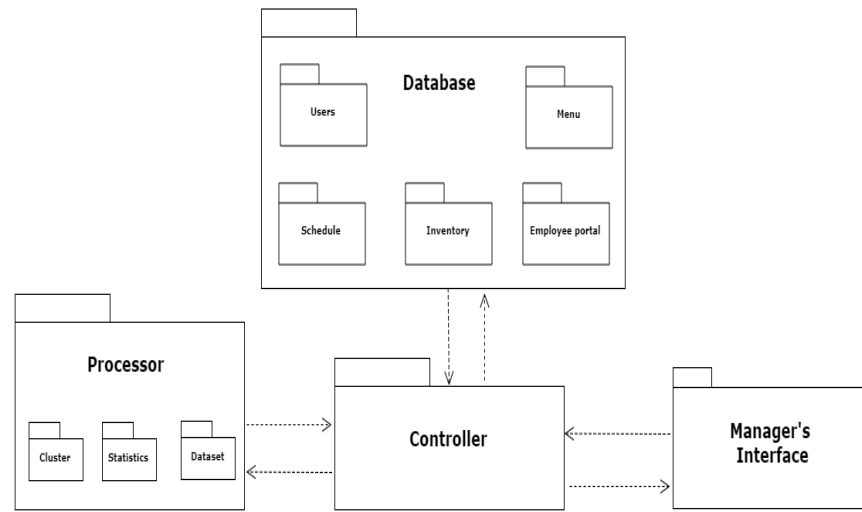 Database
Users
Menu
Schedule
Inventory
Employee portal
Processor
Cluster
Statistics
Dataset
Controller
Manager's
Interface